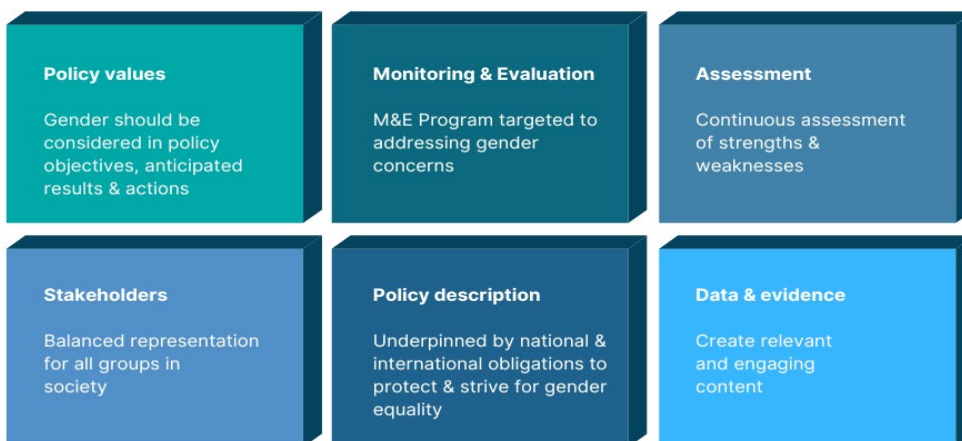 Policy values
Gender should be
considered in policy
objectives, anticipated
results & actions
Monitoring & Evaluation
M&E Program targeted to
addressing gender
concerns
Assessment
Continuous assessment
of strengths &
weaknesses
Stakeholders
Balanced representation
for all groups in
society
Policy description
Underpinned by national &
international obligations to
protect & strive for gender
equality
Data & evidence
Create relevant
and engaging
content